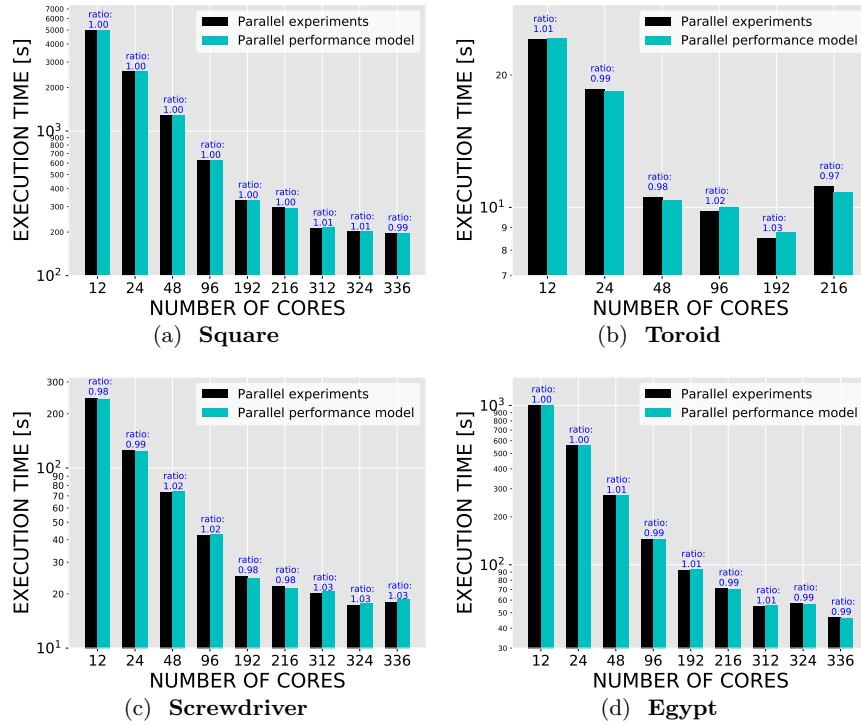 7000
6000
5000
4000
3000
2000
10³
900
800
700
600
500
400
300
200
10²
EXECUTION TIME [s]
Parallel experiments
Parallel performance model
ratio:
1.00
ratio:
1.00
ratio:
1.00
ratio:
1.00
ratio:
1.00
ratio:
1.00
ratio:
1.01
ratio:
1.01
ratio:
0.99
12 24 48 96 192 216 312 324 336
NUMBER OF CORES
(a) Square
20
10¹
9
8
7
EXECUTION TIME [s]
Parallel experiments
Parallel performance model
ratio:
1.01
ratio:
0.99
ratio:
0.98
ratio:
1.02
ratio:
1.03
ratio:
0.97
12 24 48 96 192 216
NUMBER OF CORES
(b) Toroid
300
200
10²
90
80
70
60
50
40
30
20
10¹
EXECUTION TIME [s]
Parallel experiments
Parallel performance model
ratio:
0.98
ratio:
0.99
ratio:
1.02
ratio:
1.02
ratio:
0.98
ratio:
0.98
ratio:
1.03
ratio:
1.03
ratio:
1.03
12 24 48 96 192 216 312 324 336
NUMBER OF CORES
(c) Screwdriver
10³
900
800
700
600
500
400
300
200
10²
90
80
70
60
50
40
30
EXECUTION TIME [s]
Parallel experiments
Parallel performance model
ratio:
1.00
ratio:
1.00
ratio:
1.01
ratio:
0.99
ratio:
1.01
ratio:
0.99
ratio:
1.01
ratio:
0.99
ratio:
0.99
12 24 48 96 192 216 312 324 336
NUMBER OF CORES
(d) Egypt